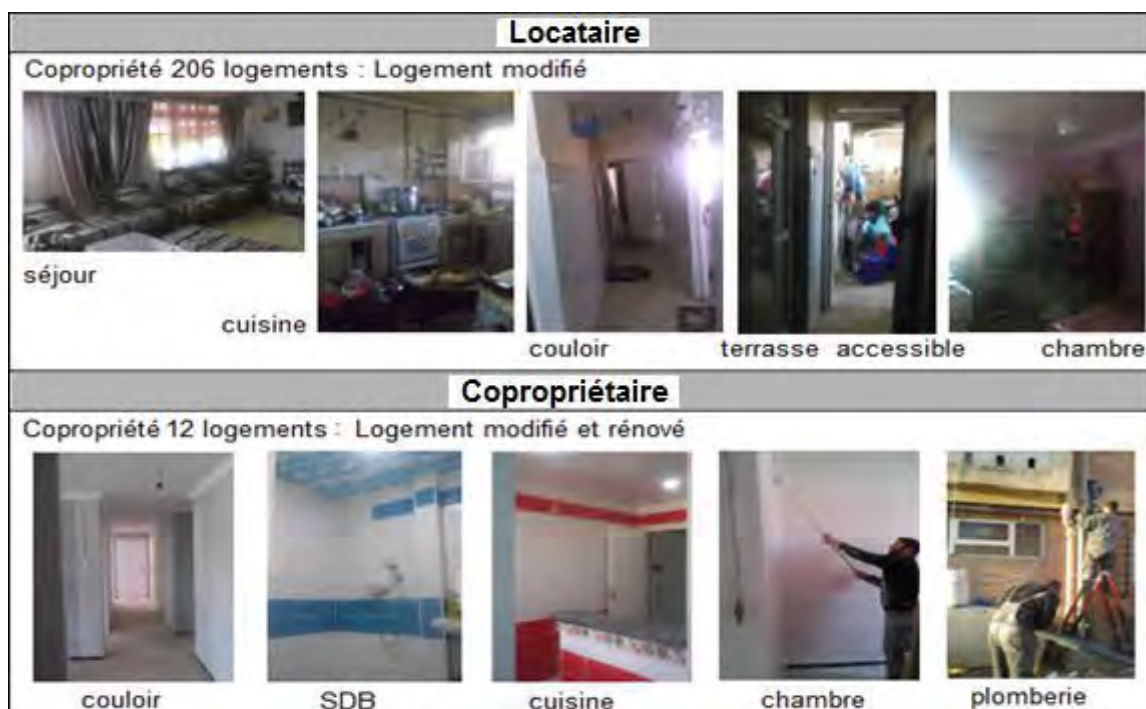 Locataire
Copropriété 206 logements : Logement modifié
séjour
cuisine
couloir
terrasse accessible
chambre
Copropriétaire
Copropriété 12 logements : Logement modifié et rénové
couloir
SDB
cuisine
chambre
plomberie